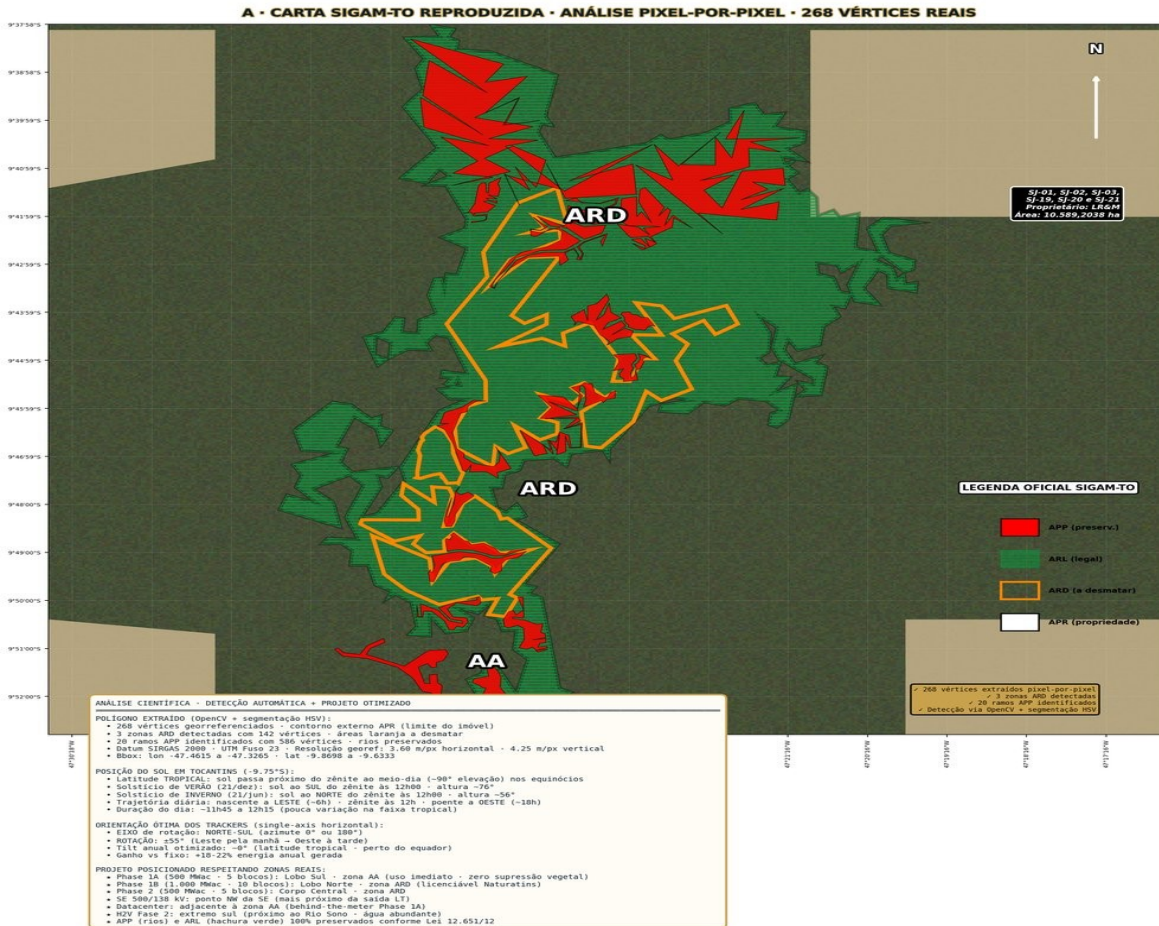 A · CARTA SIGAM-TO REPRODUZIDA · ANÁLISE PIXEL-POR-PIXEL · 268 VÉRTICES REAIS
9°37'58"S
9°38'58"S
9°39'59"S
9°40'59"S
9°41'59"S
9°42'59"S
9°43'59"S
9°44'59"S
9°45'59"S
9°46'59"S
9°48'00"S
9°49'00"S
9°50'00"S
9°51'00"S
9°52'00"S
N
SJ-01, SJ-02, SJ-03,
SJ-19, SJ-20 e SJ-21
Proprietário: LR&M
Área: 10.589,2038 ha
ARD
ARD
AA
LEGENDA OFICIAL SIGAM-TO
APP (preserv.)
ARL (legal)
ARD (a desmatar)
APR (propriedade)
✓ 268 vértices extraídos pixel-por-pixel
✓ 3 zonas ARD detectadas
✓ 20 ramos APP identificados
✓ Detecção via OpenCV + segmentação HSV
ANÁLISE CIENTÍFICA · DETECÇÃO AUTOMÁTICA + PROJETO OTIMIZADO
POLÍGONO EXTRAÍDO (OpenCV + segmentação HSV):
• 268 vértices georreferenciados · contorno externo APR (limite do imóvel)
• 3 zonas ARD detectadas com 142 vértices · áreas laranja a desmatar
• 20 ramos APP identificados com 586 vértices · rios preservados
• Datum SIRGAS 2000 · UTM Fuso 23 · Resolução georef: 3.60 m/px horizontal · 4.25 m/px vertical
• Bbox: lon -47.4615 a -47.3265 · lat -9.8698 a -9.6333
POSIÇÃO DO SOL EM TOCANTINS (-9.75°S):
• Latitude TROPICAL: sol passa próximo do zênite ao meio-dia (~90° elevação) nos equinócios
• Solstício de VERÃO (21/dez): sol ao SUL do zênite às 12h00 · altura ~76°
• Solstício de INVERNO (21/jun): sol ao NORTE do zênite às 12h00 · altura ~56°
• Trajetória diária: nascente a LESTE (~6h) · zênite às 12h · poente a OESTE (~18h)
• Duração do dia: ~11h45 a 12h15 (pouca variação na faixa tropical)
ORIENTAÇÃO ÓTIMA DOS TRACKERS (single-axis horizontal):
• EIXO de rotação: NORTE-SUL (azimute 0° ou 180°)
• ROTAÇÃO: ±55° (Leste pela manhã → Oeste à tarde)
• Tilt anual otimizado: ~0° (latitude tropical · perto do equador)
• Ganho vs fixo: +18-22% energia anual gerada
PROJETO POSICIONADO RESPEITANDO ZONAS REAIS:
• Phase 1A (500 MWac · 5 blocos): Lobo Sul · zona AA (uso imediato · zero supressão vegetal)
• Phase 1B (1.000 MWac · 10 blocos): Lobo Norte · zona ARD (licenciável Naturatins)
• Phase 2 (500 MWac · 5 blocos): Corpo Central · zona ARD
• SE 500/138 kV: ponto NW da SE (mais próximo da saída LT)
• Datacenter: adjacente à zona AA (behind-the-meter Phase 1A)
• H2V Fase 2: extremo sul (próximo ao Rio Sono · água abundante)
• APP (rios) e ARL (hachura verde) 100% preservados conforme Lei 12.651/12